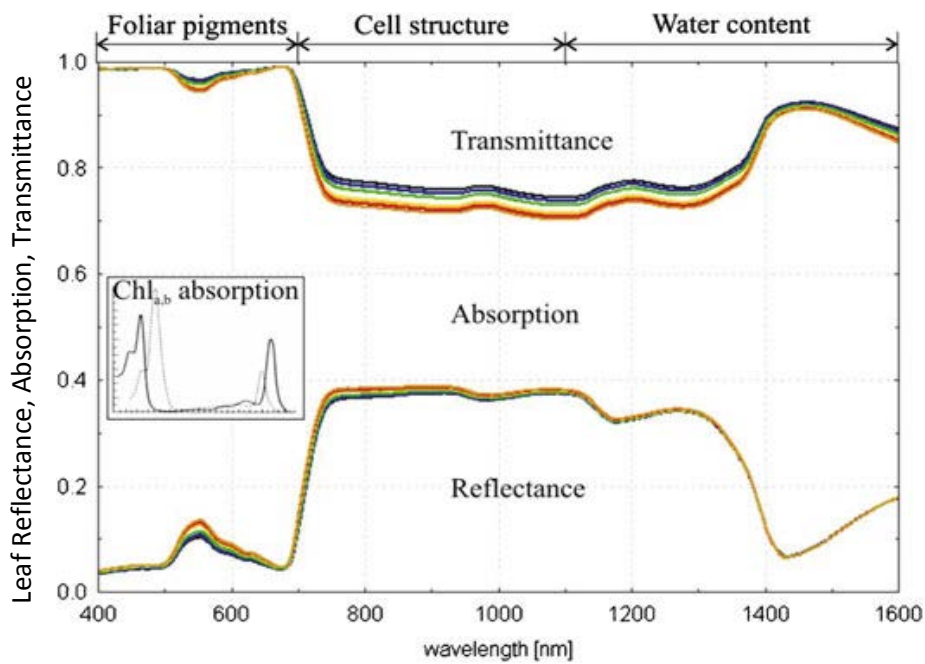 Foliar pigments Cell structure Water content
Leaf Reflectance, Absorption, Transmittance
1.0
0.8
0.6
0.4
0.2
0.0
Transmittance
Chl a,b absorption
Absorption
Reflectance
400 600 800 1000 1200 1400 1600
wavelength [nm]